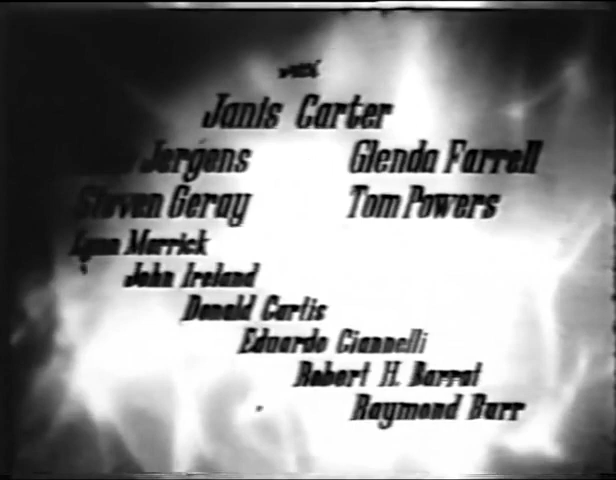 with
Janis Carter
Jergens Glenda Farrell
Steven Geray Tom Powers
Lynn Merrick
John Ireland
Donald Curtis
Eduardo Ciannelli
Robert H. Barrat
Raymond Burr